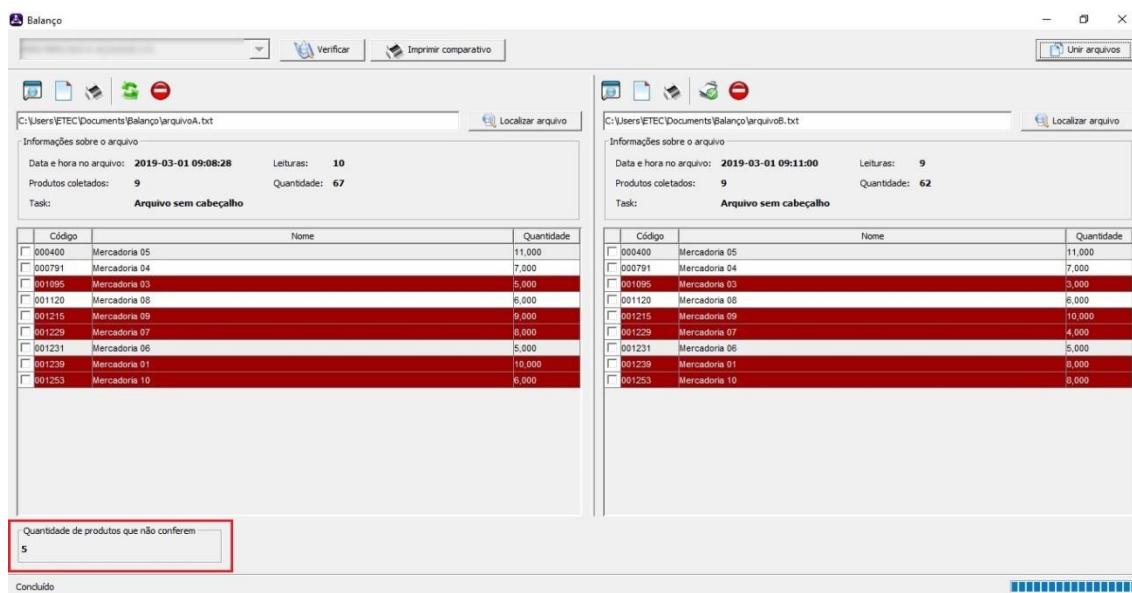 Balanço
Verificar Imprimir comparativo Unir arquivos
C:\Users\ETEC\Documents\Balanço\arquivoA.txt Localizar arquivo
Informações sobre o arquivo
Data e hora no arquivo: 2019-03-01 09:08:28 Leituras: 10
Produtos coletados: 9 Quantidade: 67
Task: Arquivo sem cabeçalho
Código Nome Quantidade
000400 Mercadoria 05 11,000
000791 Mercadoria 04 7,000
001095 Mercadoria 03 5,000
001120 Mercadoria 08 6,000
001215 Mercadoria 09 9,000
001229 Mercadoria 07 8,000
001231 Mercadoria 06 5,000
001239 Mercadoria 01 10,000
001253 Mercadoria 10 6,000
C:\Users\ETEC\Documents\Balanço\arquivoB.txt Localizar arquivo
Informações sobre o arquivo
Data e hora no arquivo: 2019-03-01 09:11:00 Leituras: 9
Produtos coletados: 9 Quantidade: 62
Task: Arquivo sem cabeçalho
Código Nome Quantidade
000400 Mercadoria 05 11,000
000791 Mercadoria 04 7,000
001095 Mercadoria 03 3,000
001120 Mercadoria 08 6,000
001215 Mercadoria 09 10,000
001229 Mercadoria 07 4,000
001231 Mercadoria 06 5,000
001239 Mercadoria 01 8,000
001253 Mercadoria 10 8,000
Quantidade de produtos que não conferem
5
Concluído